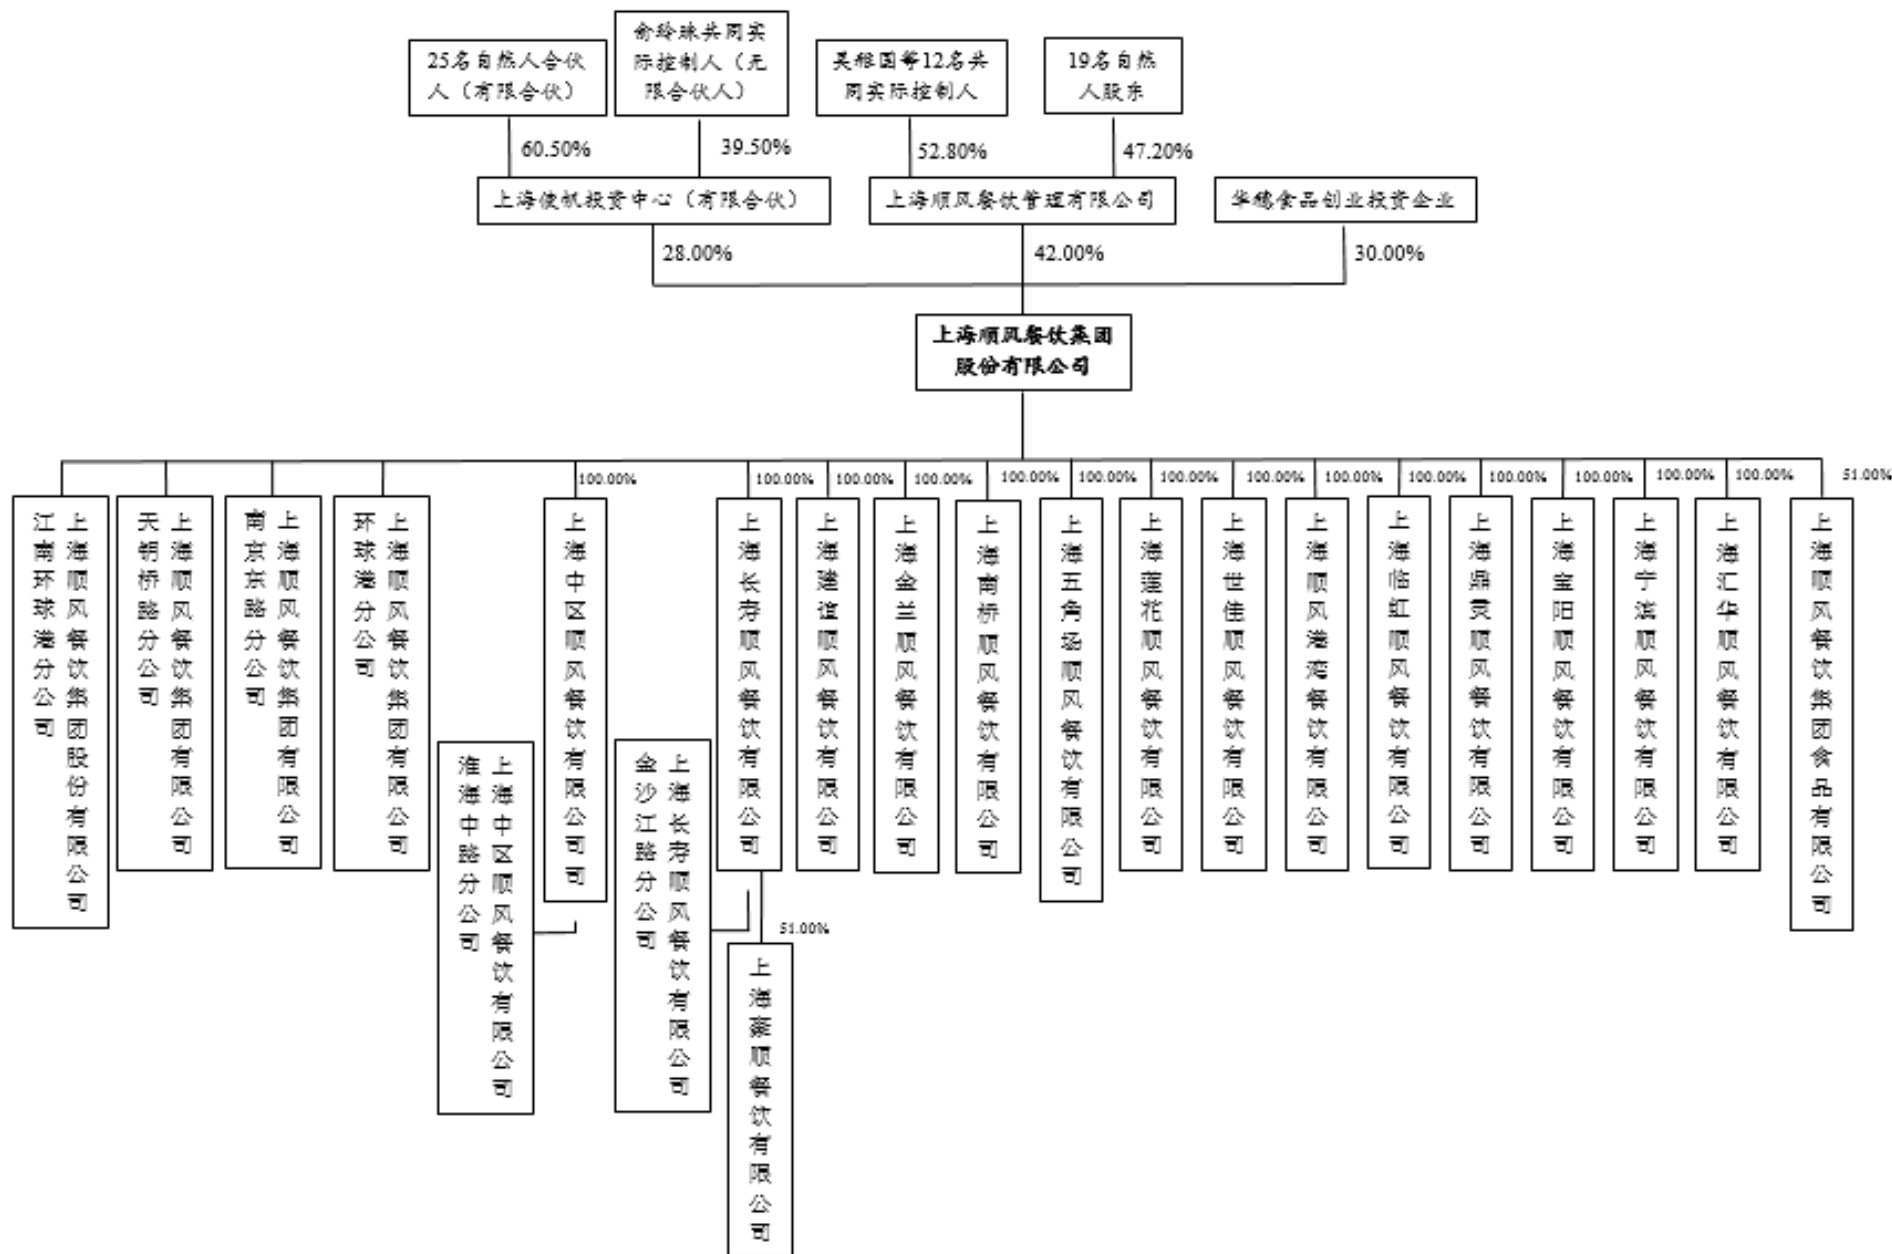 25名自然人合伙
人（有限合伙）
俞玲珠共同实
际控制人（无
限合伙人）
吴稚国等12名共
同实际控制人
19名自然
人股东
60.50%
39.50%
52.80%
47.20%
上海使帆投资中心（有限合伙）
上海顺风餐饮管理有限公司
华穗食品创业投资企业
28.00%
42.00%
30.00%
上海顺风餐饮集团
股份有限公司
100.00%
100.00%
100.00%
100.00%
100.00%
100.00%
100.00%
100.00%
100.00%
100.00%
100.00%
100.00%
100.00%
100.00%
51.00%
上海顺风餐饮集团股份有限公司
江南环球港分公司
上海顺风餐饮集团有限公司
天钥桥路分公司
上海顺风餐饮集团有限公司
南京东路分公司
上海顺风餐饮集团有限公司
环球港分公司
上海中区顺风餐饮有限公司
上海长寿顺风餐饮有限公司
上海建谊顺风餐饮有限公司
上海金兰顺风餐饮有限公司
上海南桥顺风餐饮有限公司
上海五角场顺风餐饮有限公司
上海莲花顺风餐饮有限公司
上海世佳顺风餐饮有限公司
上海顺风港湾餐饮有限公司
上海临虹顺风餐饮有限公司
上海鼎灵顺风餐饮有限公司
上海宝阳顺风餐饮有限公司
上海宁滨顺风餐饮有限公司
上海汇华顺风餐饮有限公司
上海顺风餐饮集团食品有限公司
上海中区顺风餐饮有限公司
淮海中路分公司
上海长寿顺风餐饮有限公司
金沙江路分公司
51.00%
上海豪顺餐饮有限公司